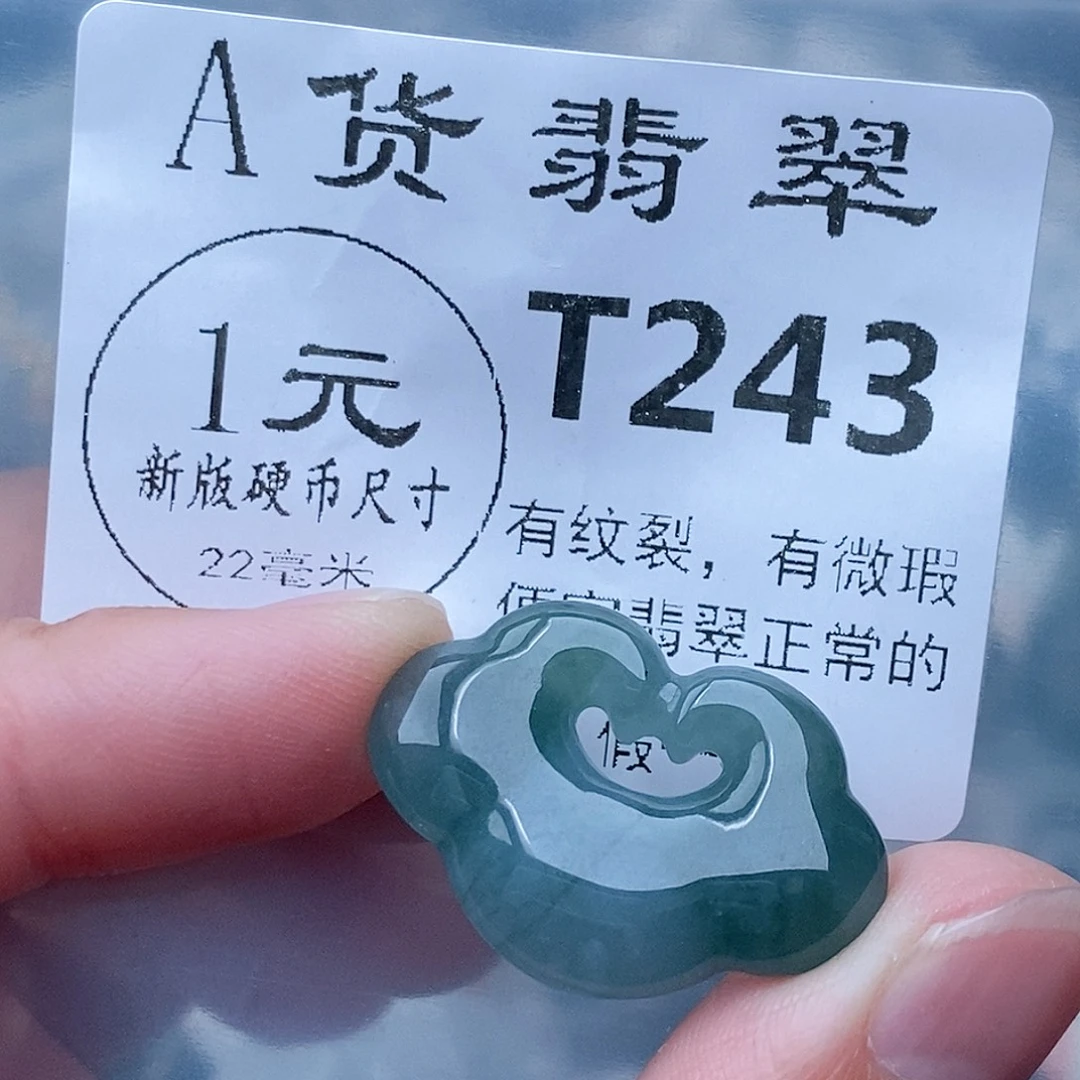 A货翡翠
1元
新版硬币尺寸
22毫米
T243
有纹裂,有微瑕
翡翠正常的
假